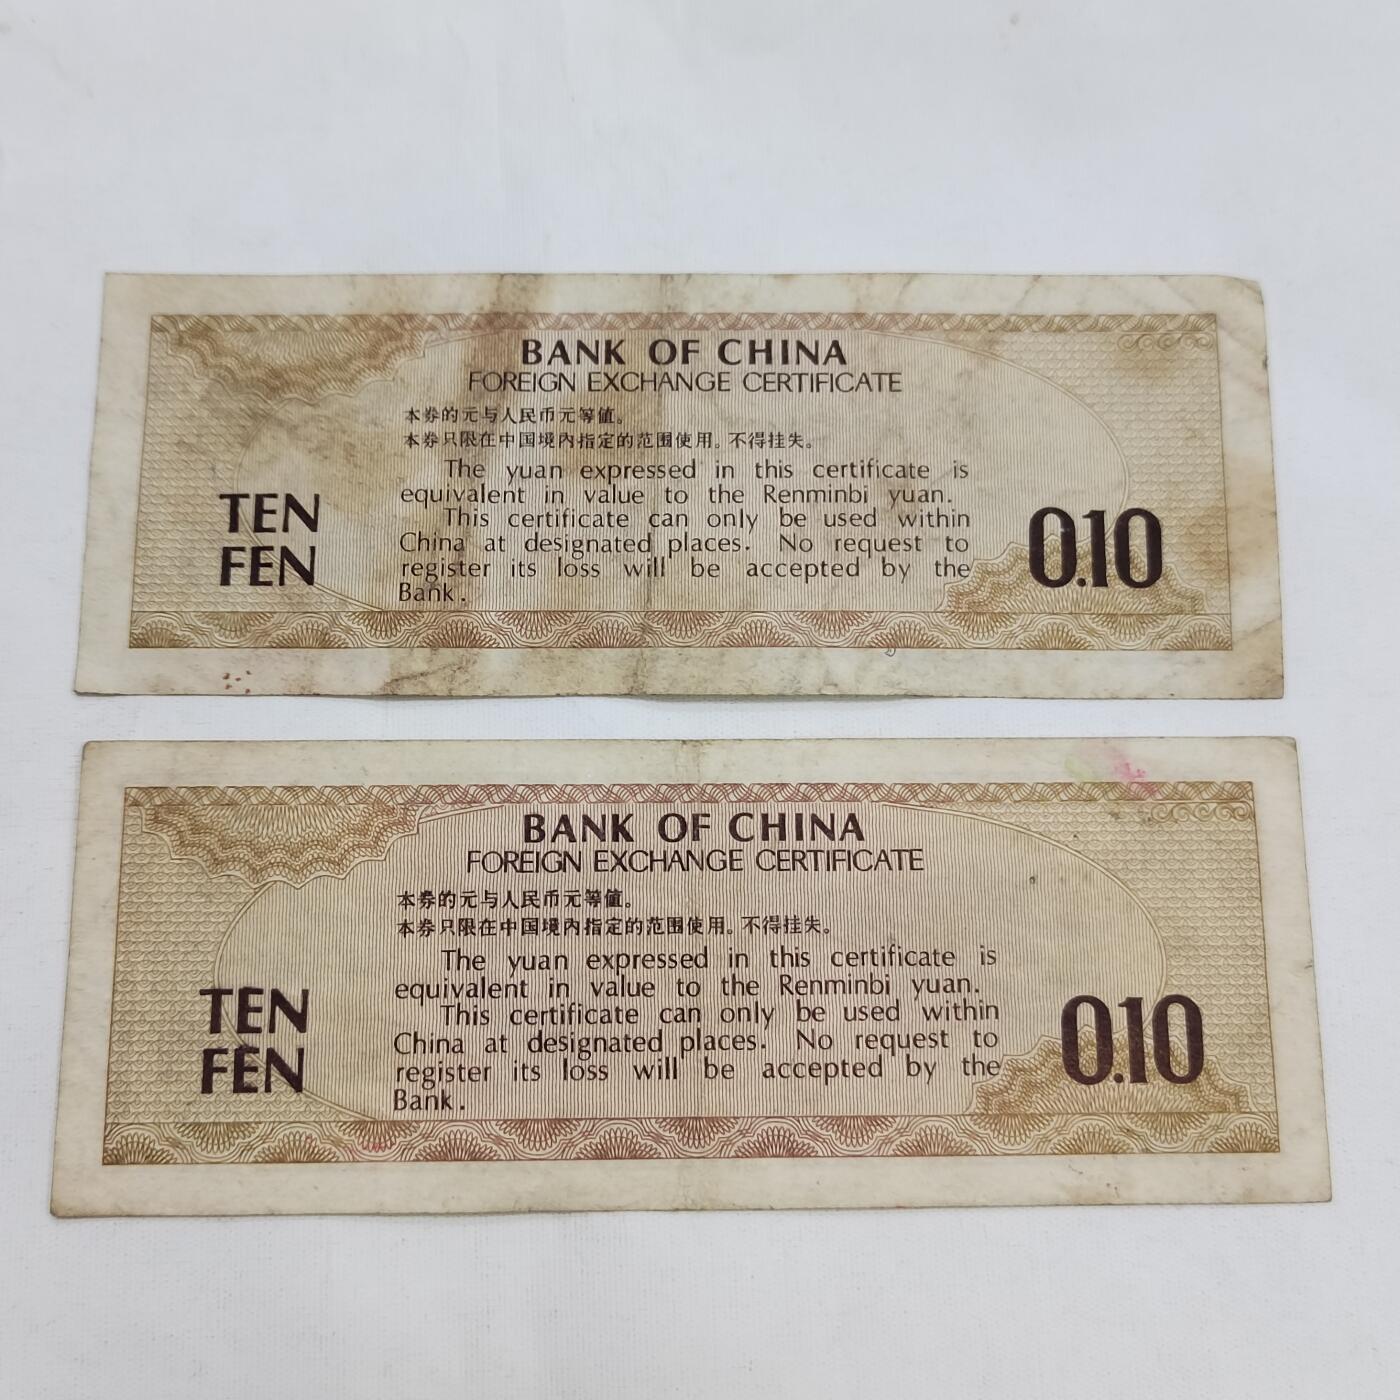 BANK OF CHINA
FOREIGN EXCHANGE CERTIFICATE
本券的元与人民币元等值。
本券只限在中国境内指定的范围使用。不得挂失。
The yuan expressed in this certificate is
equivalent in value to the Renminbi yuan.
This certificate can only be used within
China at designated places. No request to
register its loss will be accepted by the
Bank.
TEN
FEN
0.10
BANK OF CHINA
FOREIGN EXCHANGE CERTIFICATE
本券的元与人民币元等值。
本券只限在中国境内指定的范围使用。不得挂失。
The yuan expressed in this certificate is
equivalent in value to the Renminbi yuan.
This certificate can only be used within
China at designated places. No request to
register its loss will be accepted by the
Bank.
TEN
FEN
0.10